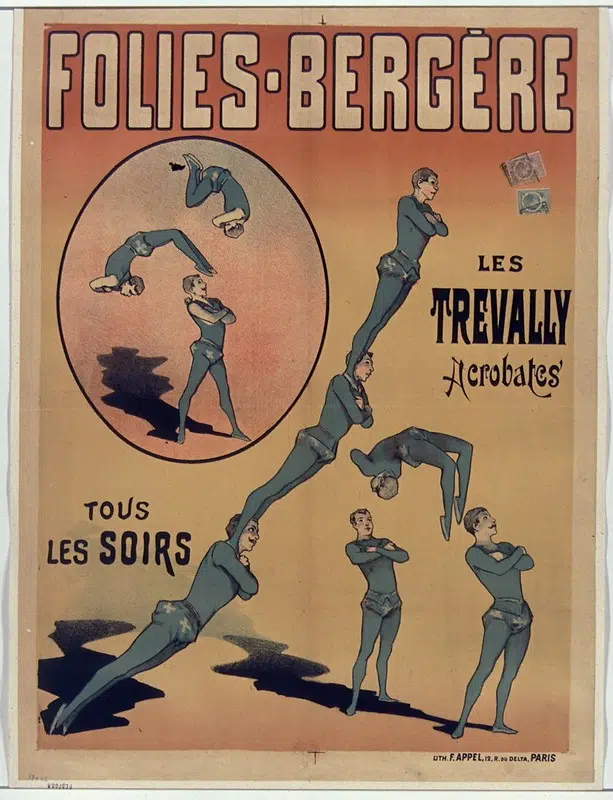 FOLIES-BERGÈRE
LES
TREVALLY
Acrobates
TOUS
LES SOIRS
LITH. F. APPEL, 12, R. DU DELTA, PARIS